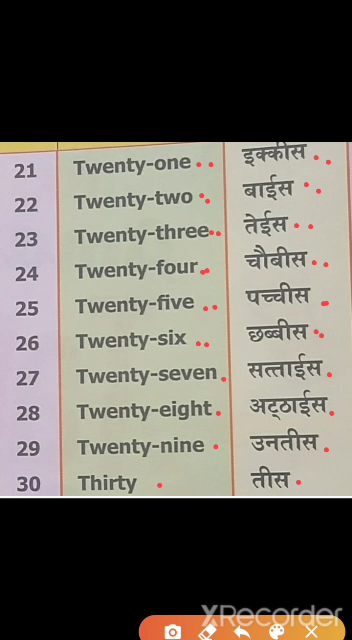 21 Twenty-one इक्कीस
22 Twenty-two बाईस
23 Twenty-three तेईस
24 Twenty-four चौबीस
25 Twenty-five पच्चीस
26 Twenty-six छब्बीस
27 Twenty-seven सत्ताईस
28 Twenty-eight अट्ठाईस
29 Twenty-nine उनतीस
30 Thirty तीस
XRecorder